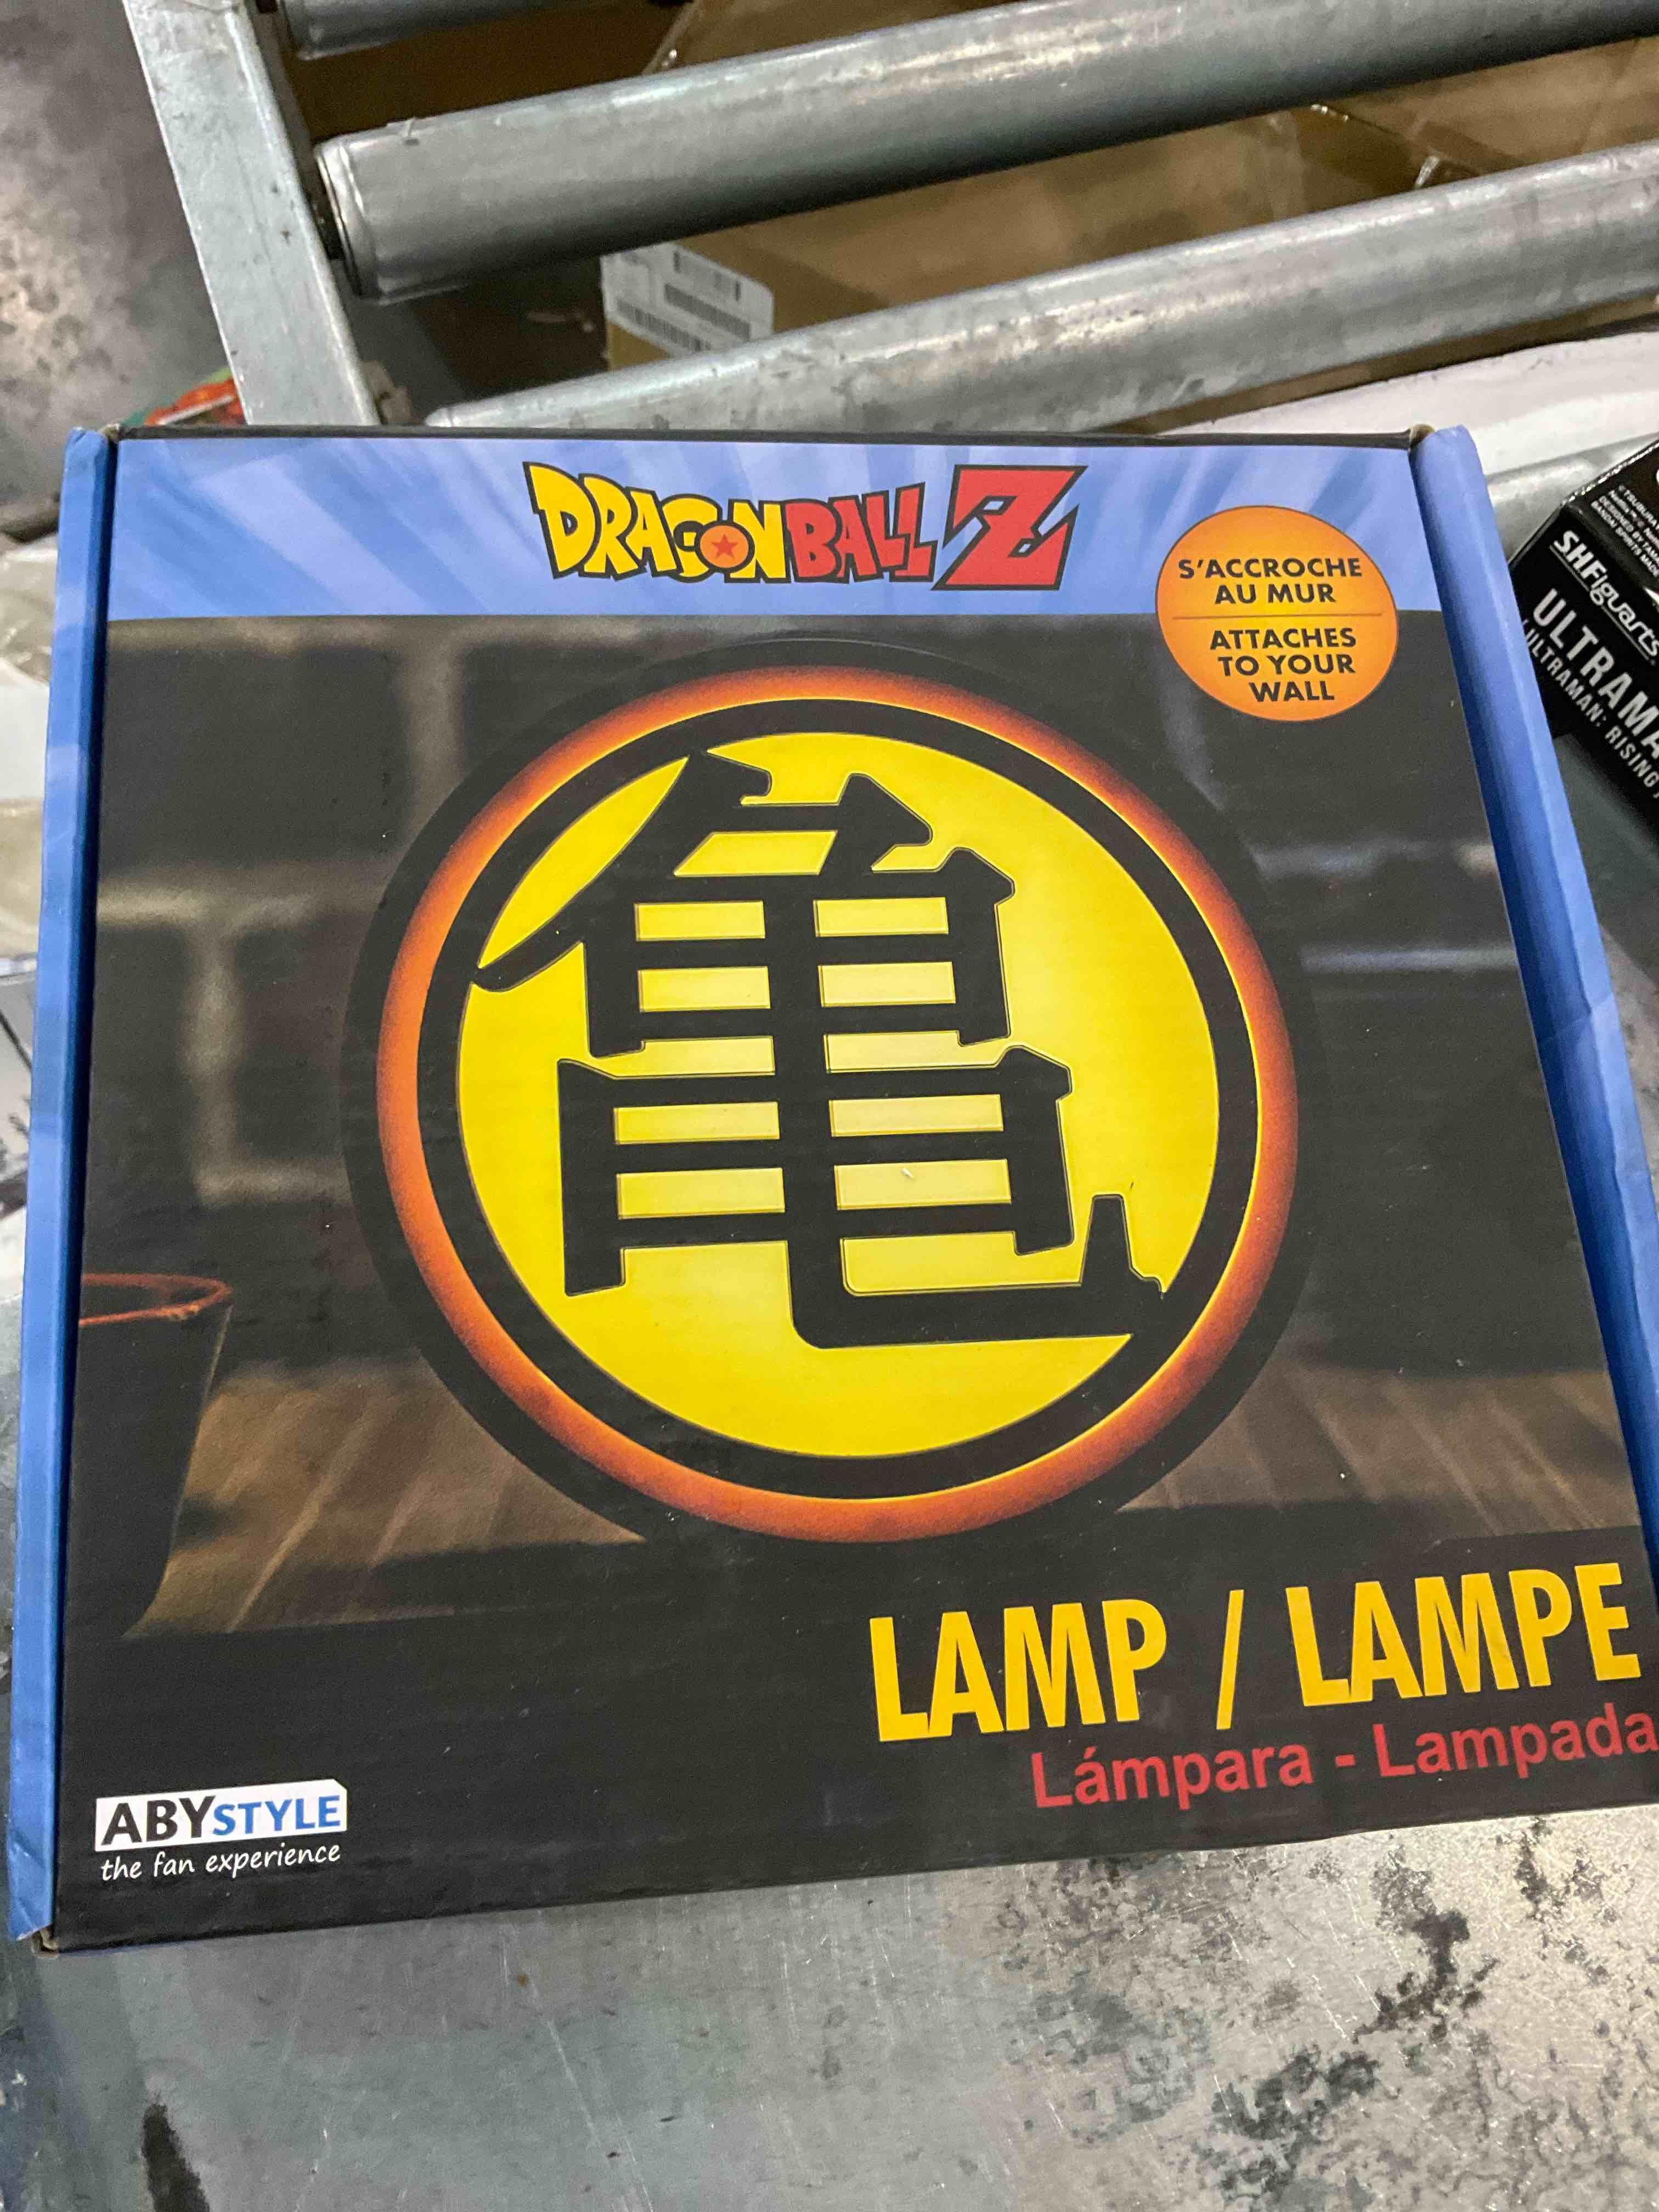 DRAGONBALL Z
S'ACCROCHE
AU MUR
ATTACHES
TO YOUR
WALL
亀
LAMP / LAMPE
Lámpara - Lampada
ABYSTYLE
the fan experience
S.H.Figuarts
ULTRAMAN: RISING